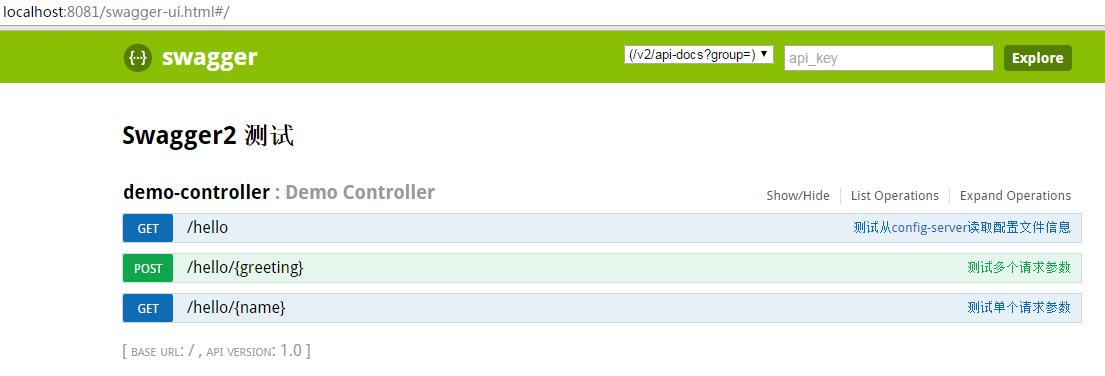 localhost:8081/swagger-ui.html#/
{··} swagger (/v2/api-docs?group=) ▼ api_key Explore
Swagger2 测试
demo-controller : Demo Controller Show/Hide List Operations Expand Operations
GET /hello 测试从config-server读取配置文件信息
POST /hello/{greeting} 测试多个请求参数
GET /hello/{name} 测试单个请求参数
[ BASE URL: / , API VERSION: 1.0 ]